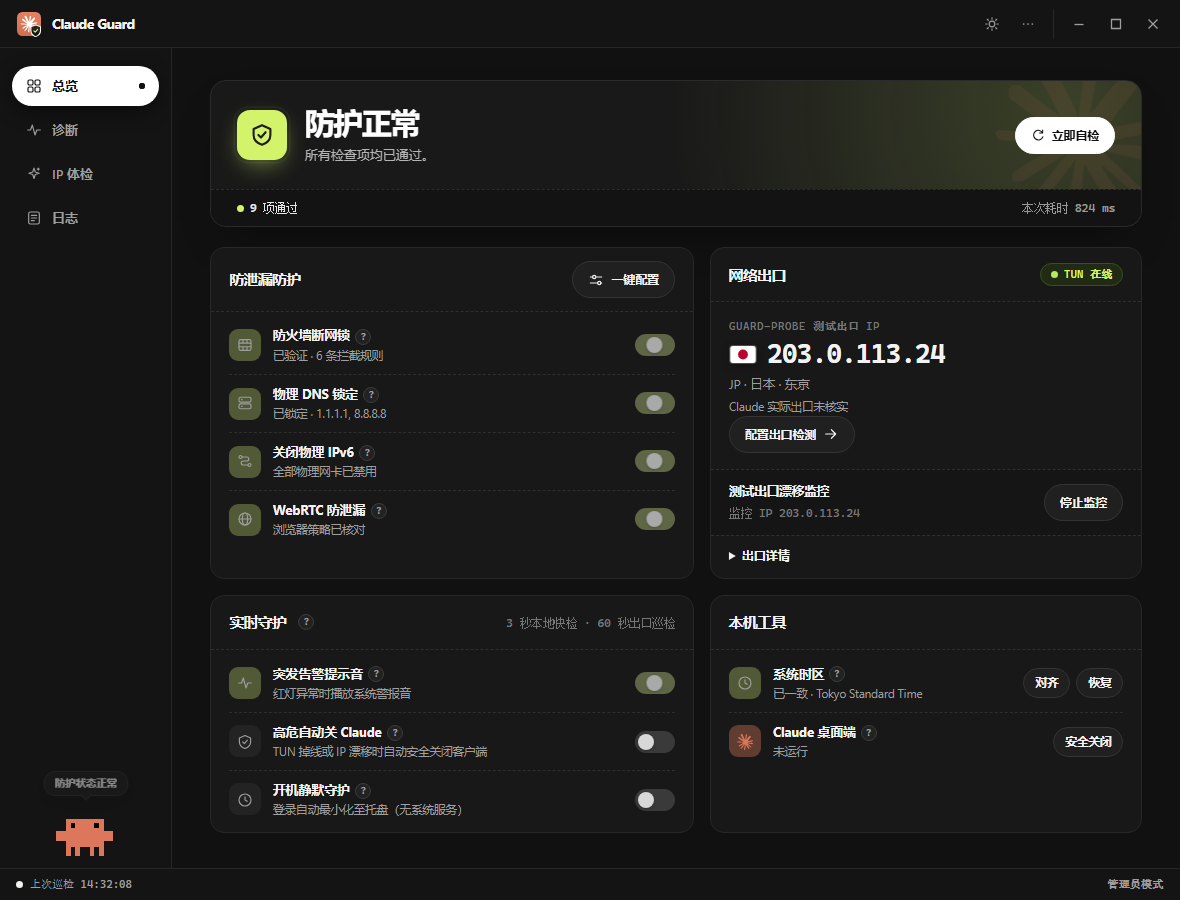 Claude Guard
总览
诊断
IP 体检
日志
防护正常
所有检查项均已通过。
立即自检
9 项通过
本次耗时 824 ms
防泄漏防护
一键配置
防火墙断网锁 ?
已验证 · 6 条拦截规则
物理 DNS 锁定 ?
已锁定 · 1.1.1.1, 8.8.8.8
关闭物理 IPv6 ?
全部物理网卡已禁用
WebRTC 防泄漏 ?
浏览器策略已核对
网络出口
TUN 在线
GUARD-PROBE 测试出口 IP
203.0.113.24
JP · 日本 · 东京
Claude 实际出口未核实
配置出口检测 →
测试出口漂移监控
监控 IP 203.0.113.24
停止监控
出口详情
实时守护 ?
3 秒本地快检 · 60 秒出口巡检
突发告警提示音 ?
红灯异常时播放系统警报音
高危自动关 Claude ?
TUN 掉线或 IP 漂移时自动安全关闭客户端
开机静默守护 ?
登录自动最小化至托盘（无系统服务）
本机工具
系统时区 ?
已一致 · Tokyo Standard Time
对齐
恢复
Claude 桌面端 ?
未运行
安全关闭
防护状态正常
上次巡检 14:32:08
管理员模式